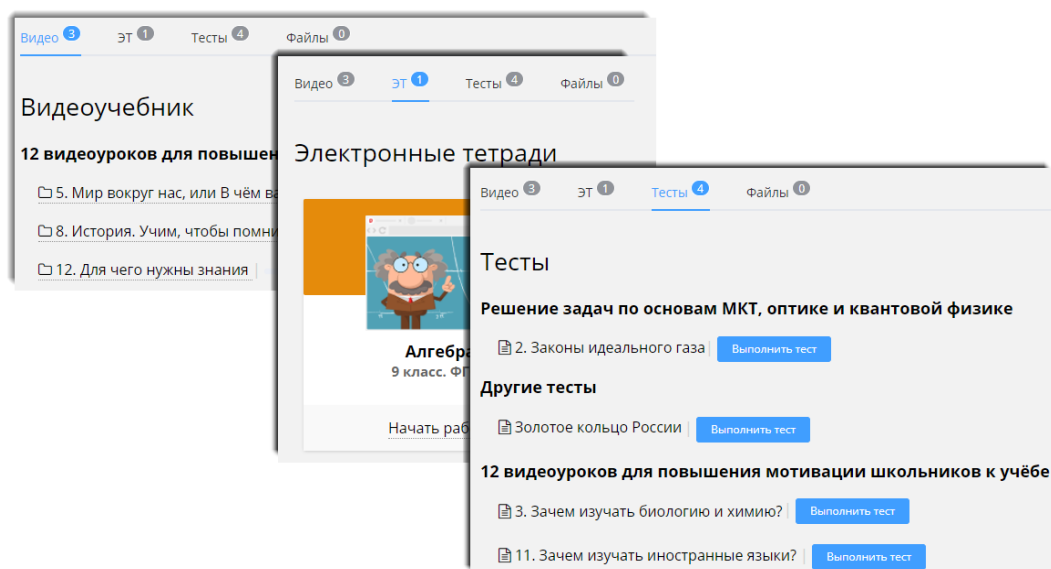 Видео 3 ЭТ 1 Тесты 4 Файлы 0
Видеоучебник
12 видеоуроков для
5. Мир вокруг нас, или В чём
8. История. Учим, чтобы
12. Для чего нужны знания
Видео 3 ЭТ 1 Тесты 4 Файлы 0
Электронные тетради
Алгебра
9 класс.
Начать
Видео 3 ЭТ 1 Тесты 4 Файлы 0
Тесты
Решение задач по основам МКТ, оптике и квантовой физике
2. Законы идеального газа | Выполнить тест
Другие тесты
Золотое кольцо России | Выполнить тест
12 видеоуроков для повышения мотивации школьников к учёбе
3. Зачем изучать биологию и химию? | Выполнить тест
11. Зачем изучать иностранные языки? | Выполнить тест